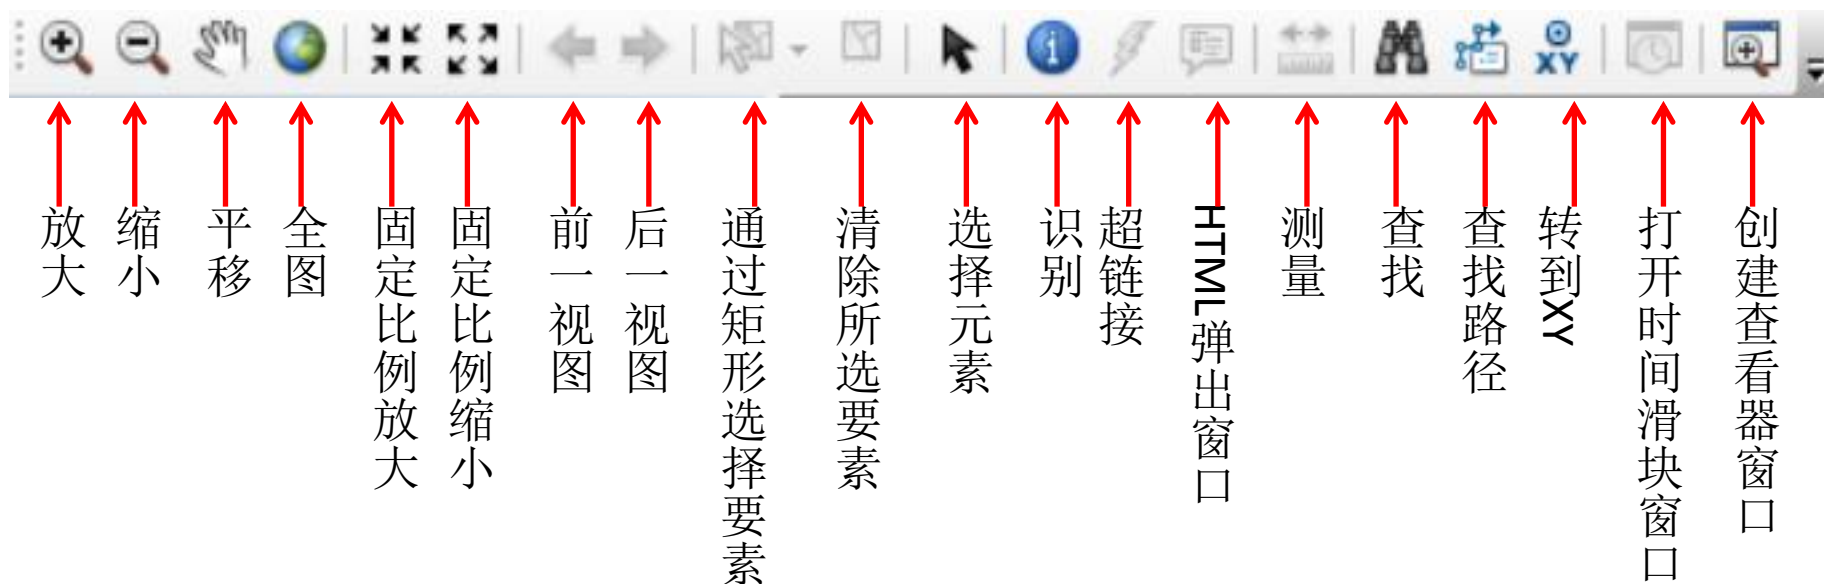 XY
放大
缩小
平移
全图
固定比例放大
固定比例缩小
前一视图
后一视图
通过矩形选择要素
清除所选要素
选择元素
识别
超链接
HTML弹出窗口
测量
查找
查找路径
转到XY
打开时间滑块窗口
创建查看器窗口